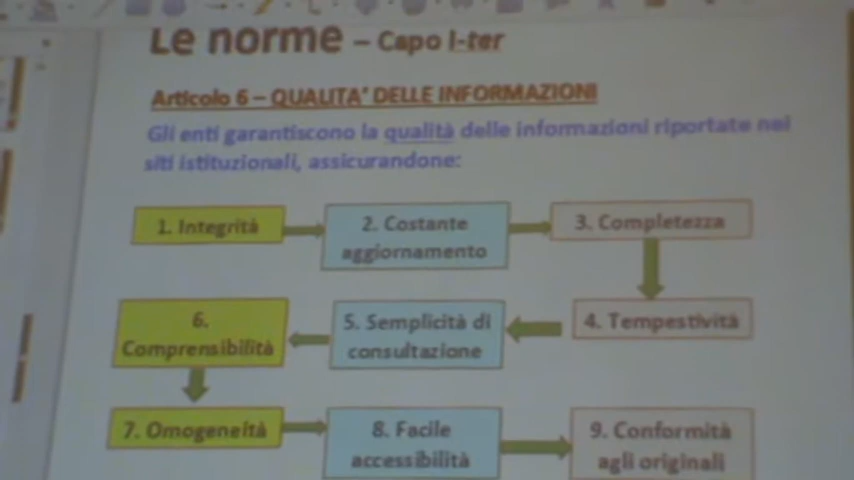 Le norme – Capo I-ter
Articolo 6 – QUALITA' DELLE INFORMAZIONI
Gli enti garantiscono la qualità delle informazioni riportate nei
siti istituzionali, assicurandone:
1. Integrità
2. Costante
aggiornamento
3. Completezza
4. Tempestività
5. Semplicità di
consultazione
6.
Comprensibilità
7. Omogeneità
8. Facile
accessibilità
9. Conformità
agli originali